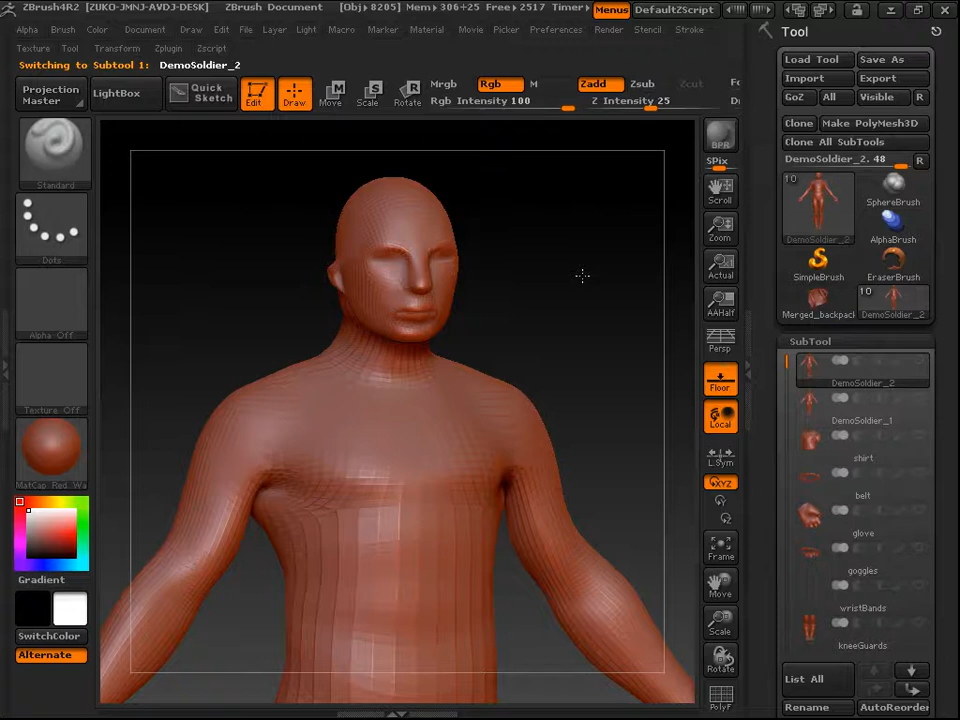 ZBrush4R2 [ZUKO-JMNJ-AVDJ-DESK] ZBrush Document [Obj▸8205] Mem▸306+25 Free▸2517 Timer▸ Menus DefaultZScript
Alpha Brush Color Document Draw Edit File Layer Light Macro Marker Material Movie Picker Preferences Render Stencil Stroke
Texture Tool Transform Zplugin Zscript
Switching to Subtool 1: DemoSoldier_2
Projection Master
LightBox
Quick Sketch
Edit Draw Move Scale Rotate
Mrgb Rgb M Zadd Zsub Zcut
Rgb Intensity 100 Z Intensity 25
Standard
Dots
Alpha Off
Texture Off
MatCap Red Wa
Gradient
SwitchColor
Alternate
BPR
SPix
Scroll
Zoom
Actual
AAHalf
Persp
Floor
Local
L.Sym
XYZ
Frame
Move
Scale
Rotate
PolyF
Tool
Load Tool Save As
Import Export
GoZ All Visible R
Clone Make PolyMesh3D
Clone All SubTools
DemoSoldier_2. 48 R
10
DemoSoldier_2
SphereBrush
AlphaBrush
SimpleBrush EraserBrush
10
Merged_backpac DemoSoldier_2
SubTool
DemoSoldier_2
DemoSoldier_1
shirt
belt
glove
goggles
wristBands
kneeGuards
List All
Rename AutoReorder